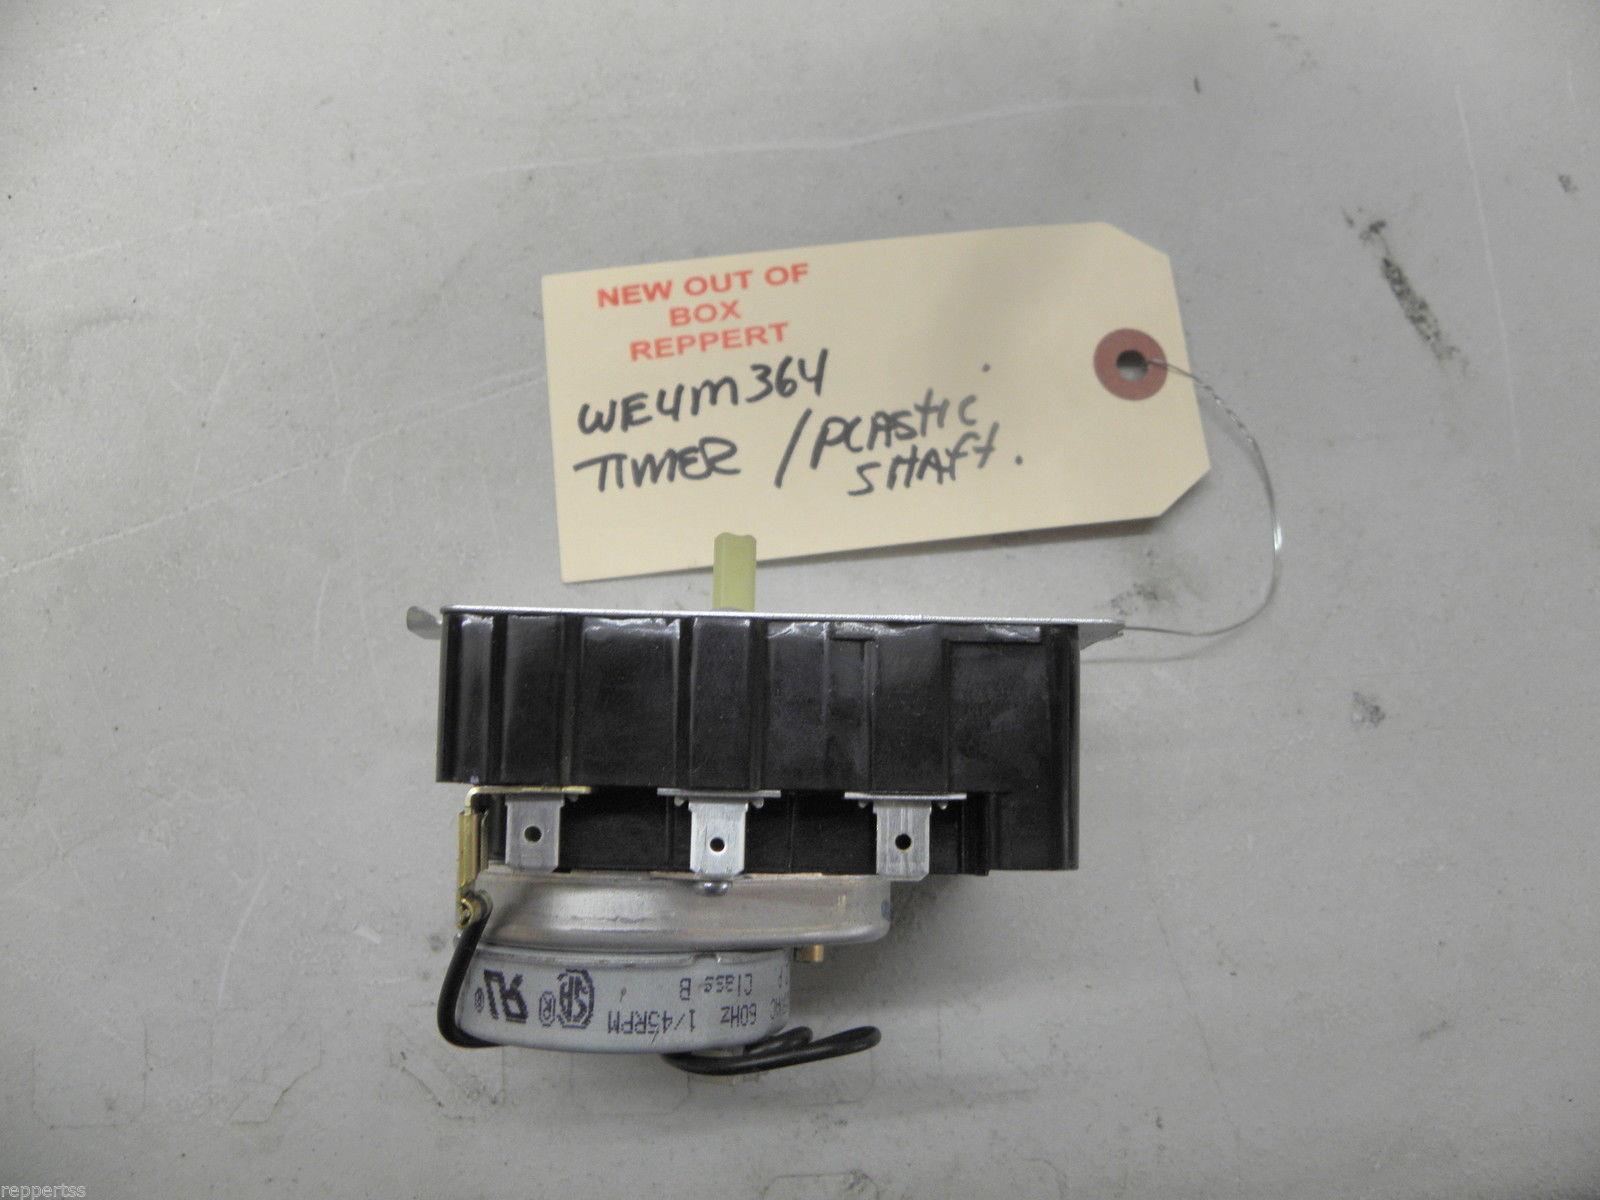 NEW OUT OF
BOX
REPPERT
WE4M364
TIMER / PLASTIC
SHAFT.
60Hz 1/45RPM
Class B
reppertss